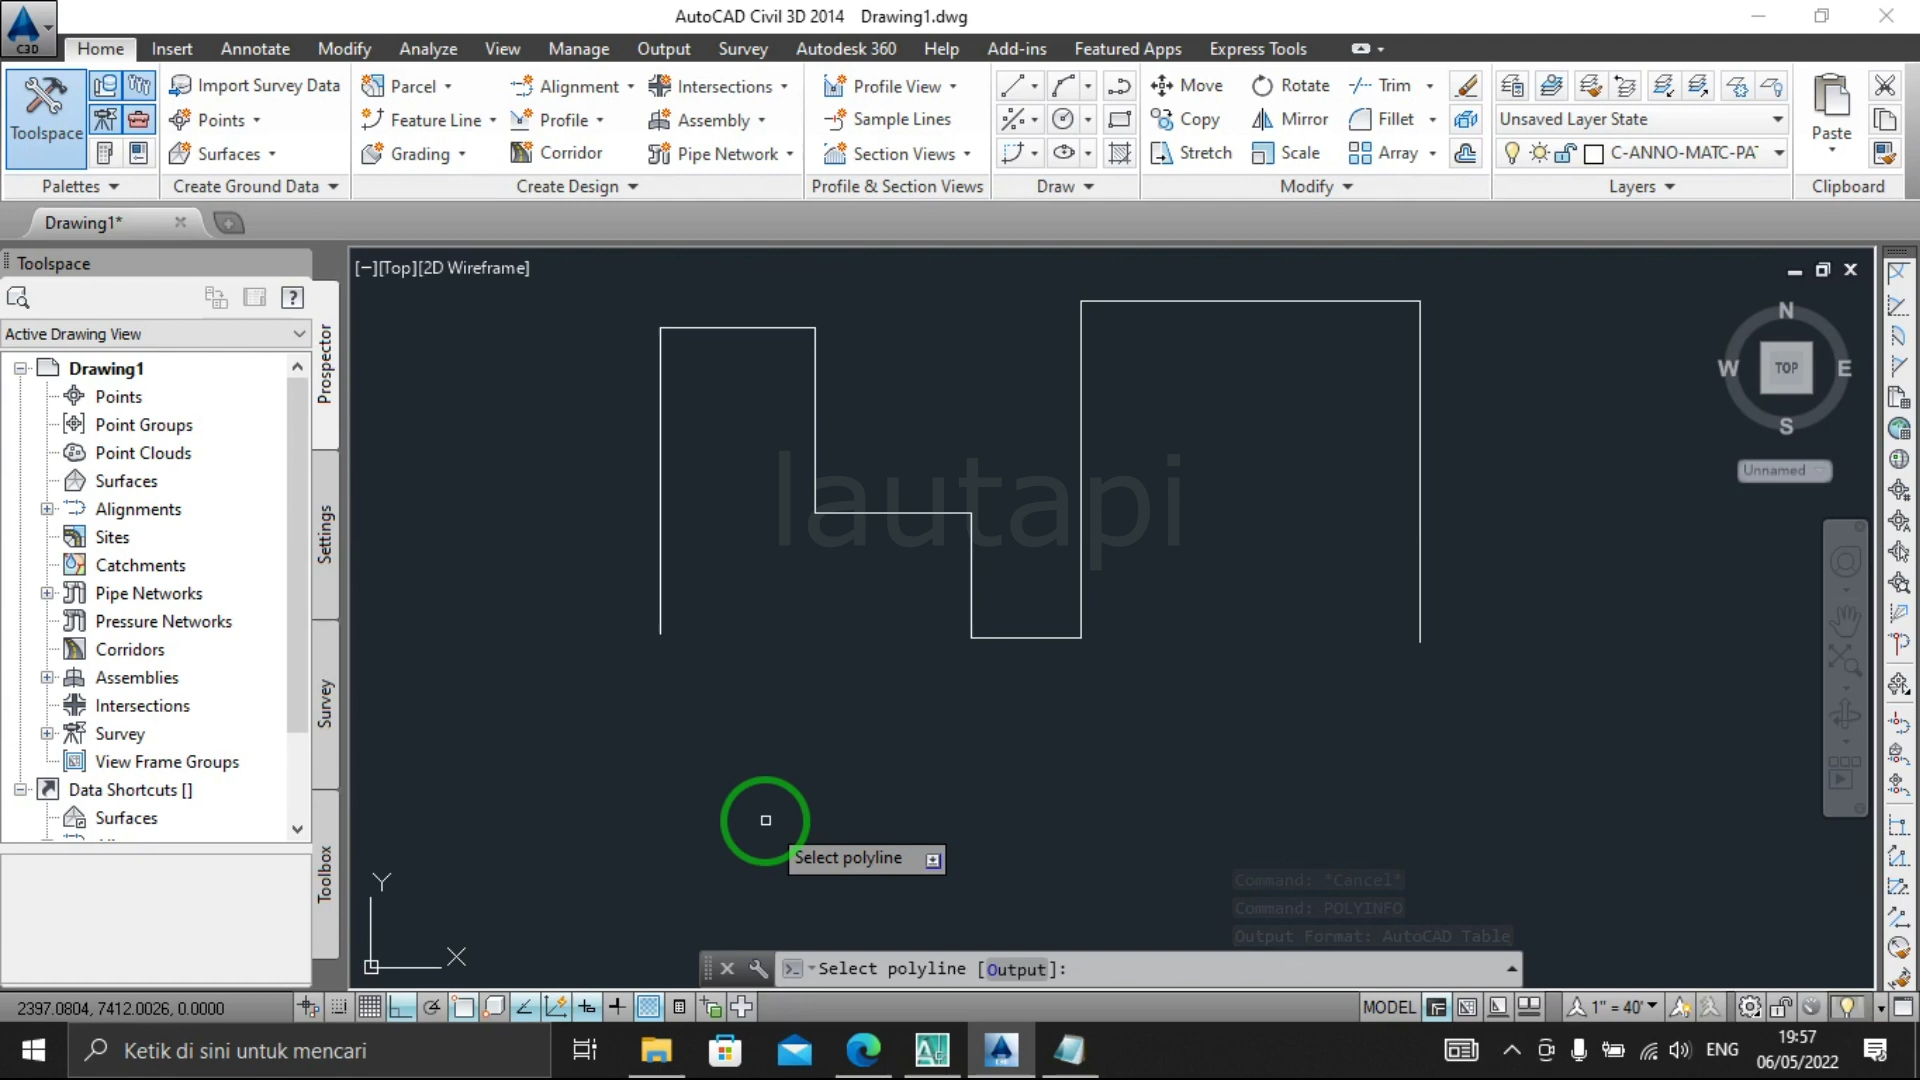 AutoCAD Civil 3D 2014 Drawing1.dwg
C3D
Home Insert Annotate Modify Analyze View Manage Output Survey Autodesk 360 Help Add-ins Featured Apps Express Tools
Toolspace
Import Survey Data
Points
Surfaces
Parcel
Feature Line
Grading
Alignment
Profile
Corridor
Intersections
Assembly
Pipe Network
Profile View
Sample Lines
Section Views
Move Rotate Trim
Copy Mirror Fillet
Stretch Scale Array
Unsaved Layer State
C-ANNO-MATC-PAT
Paste
Palettes Create Ground Data Create Design Profile & Section Views Draw Modify Layers Clipboard
Drawing1*
Toolspace
Active Drawing View
Drawing1
Points
Point Groups
Point Clouds
Surfaces
Alignments
Sites
Catchments
Pipe Networks
Pressure Networks
Corridors
Assemblies
Intersections
Survey
View Frame Groups
Data Shortcuts []
Surfaces
Prospector
Settings
Survey
Toolbox
[−][Top][2D Wireframe]
lautapi
N
W TOP E
S
Unnamed
Select polyline
Y
X
Command: *Cancel*
Command: POLYINFO
Output Format: AutoCAD Table
Select polyline [Output]:
2397.0804, 7412.0026, 0.0000
MODEL
1" = 40'
Ketik di sini untuk mencari
ENG
19:57
06/05/2022